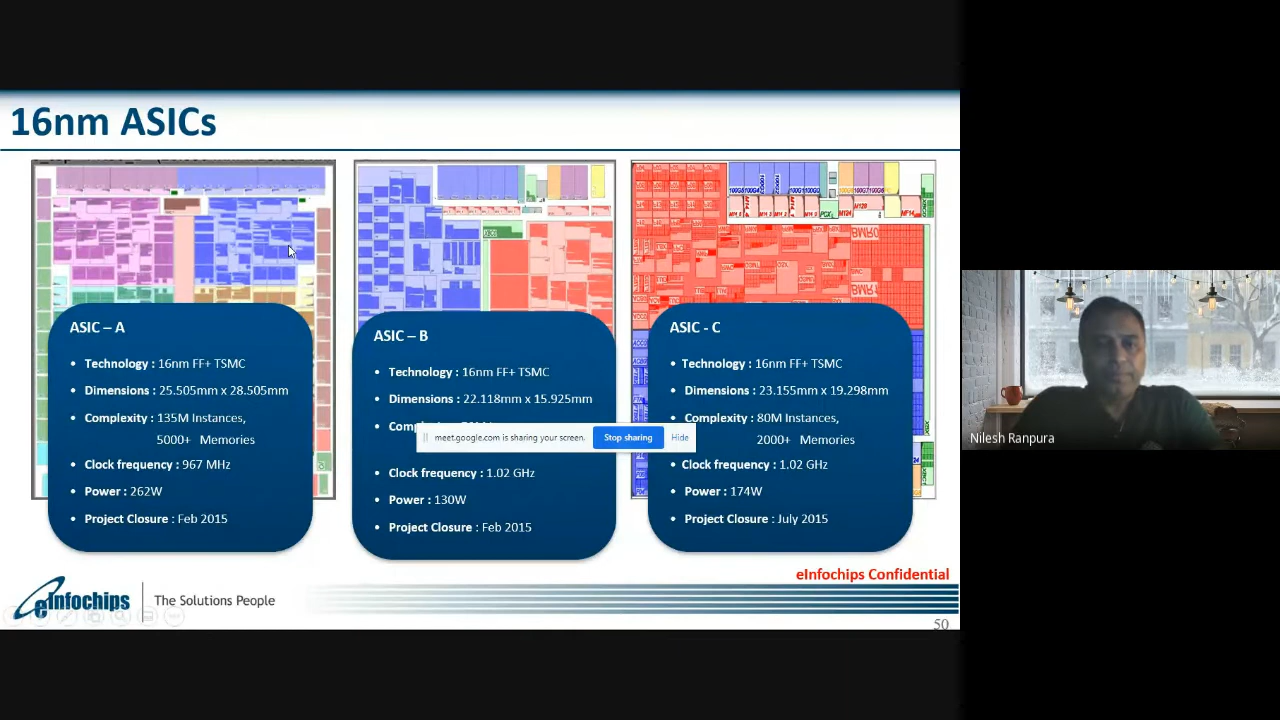 16nm ASICs
ASIC – A
• Technology : 16nm FF+ TSMC
• Dimensions : 25.505mm x 28.505mm
• Complexity : 135M Instances,
5000+ Memories
• Clock frequency : 967 MHz
• Power : 262W
• Project Closure : Feb 2015
ASIC – B
• Technology : 16nm FF+ TSMC
• Dimensions : 22.118mm x 15.925mm
• Clock frequency : 1.02 GHz
• Power : 130W
• Project Closure : Feb 2015
ASIC - C
• Technology : 16nm FF+ TSMC
• Dimensions : 23.155mm x 19.298mm
• Complexity : 80M Instances,
2000+ Memories
• Clock frequency : 1.02 GHz
• Power : 174W
• Project Closure : July 2015
meet.google.com is sharing your screen.
Stop sharing
Hide
Nilesh Ranpura
eInfochips Confidential
eInfochips
The Solutions People
50